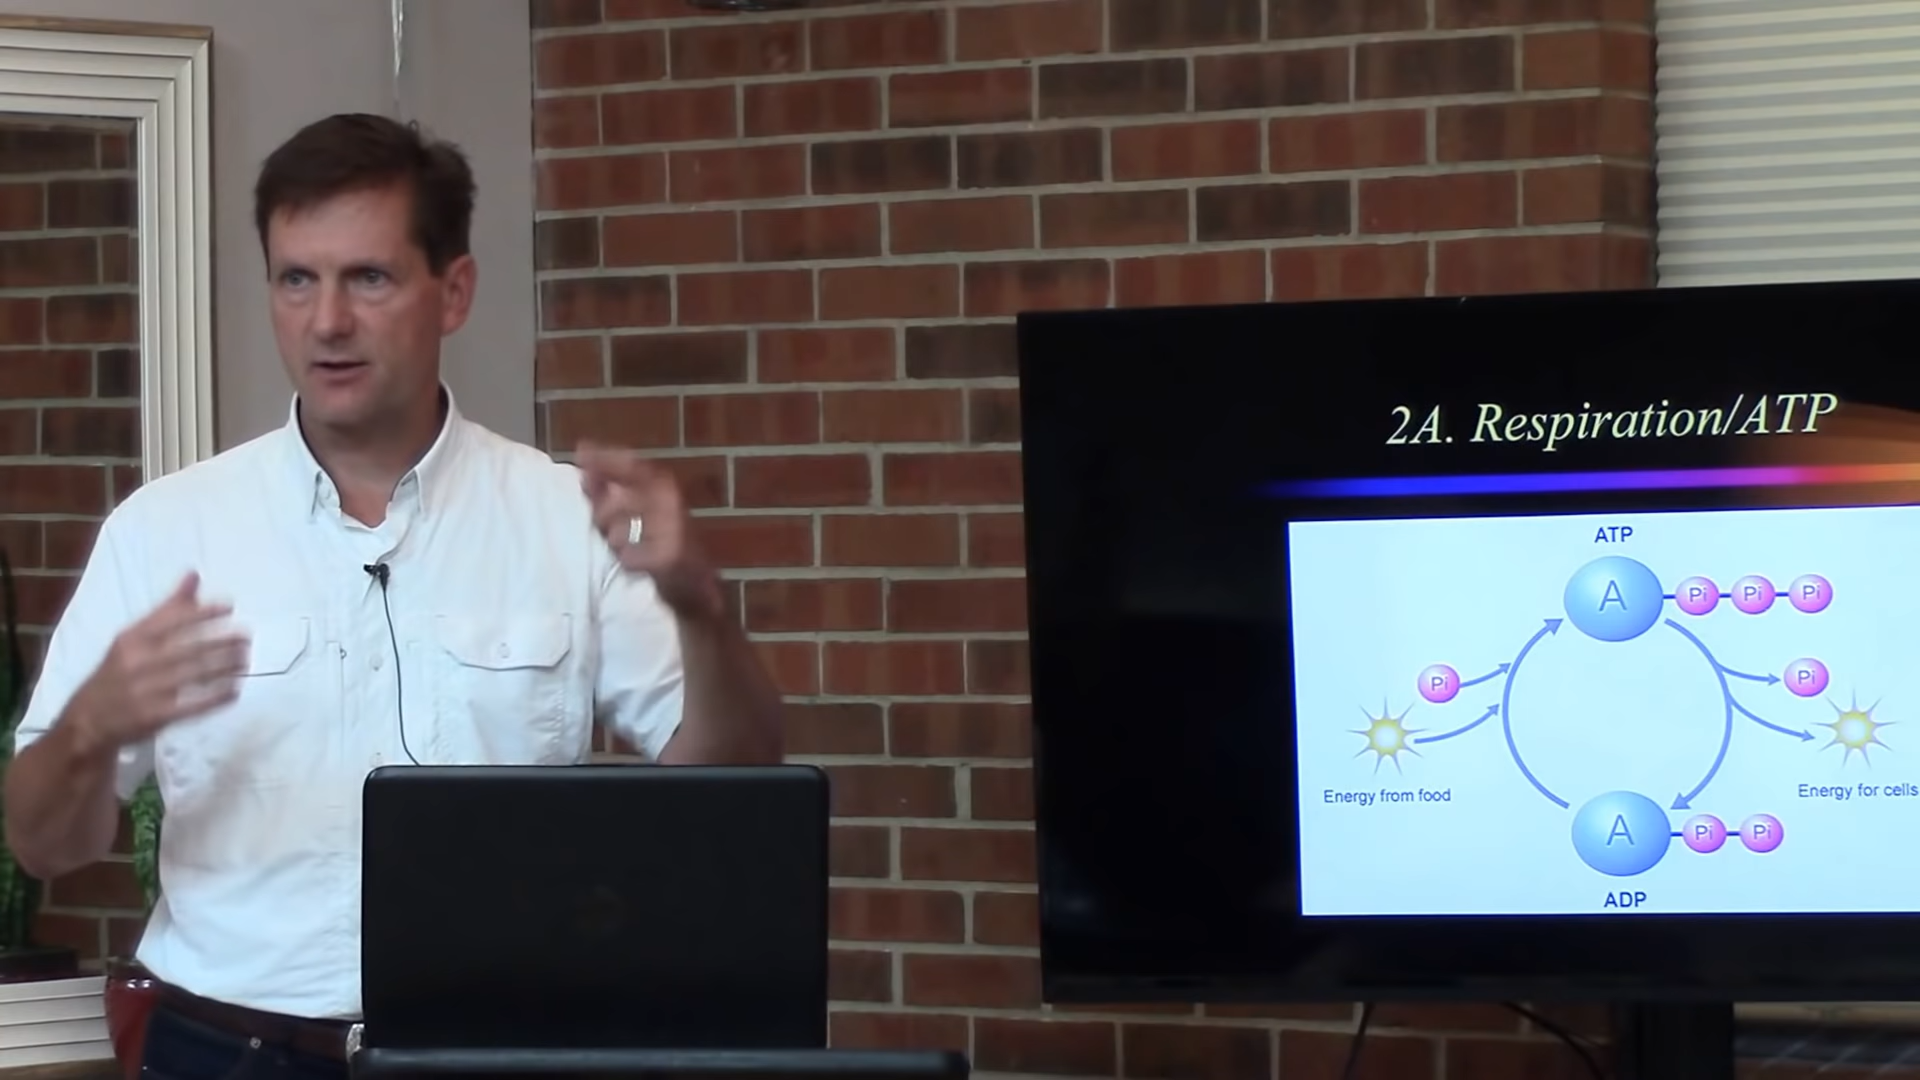 2A. Respiration/ATP
ATP
A Pi Pi Pi
Pi Pi
Energy from food Energy for cells
A Pi Pi
ADP